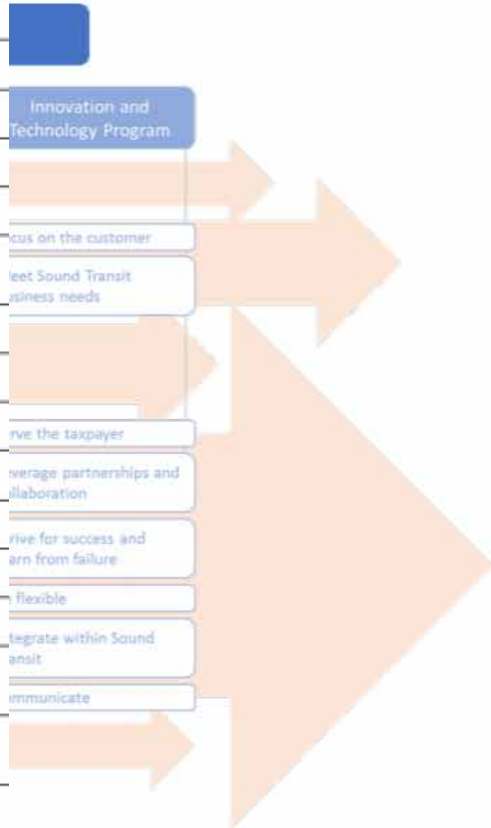 Innovation and
Technology Program
cus on the customer
eet Sound Transit
usiness needs
rve the taxpayer
everage partnerships and
llaboration
rive for success and
arn from failure
flexible
tegrate within Sound
ansit
mmunicate